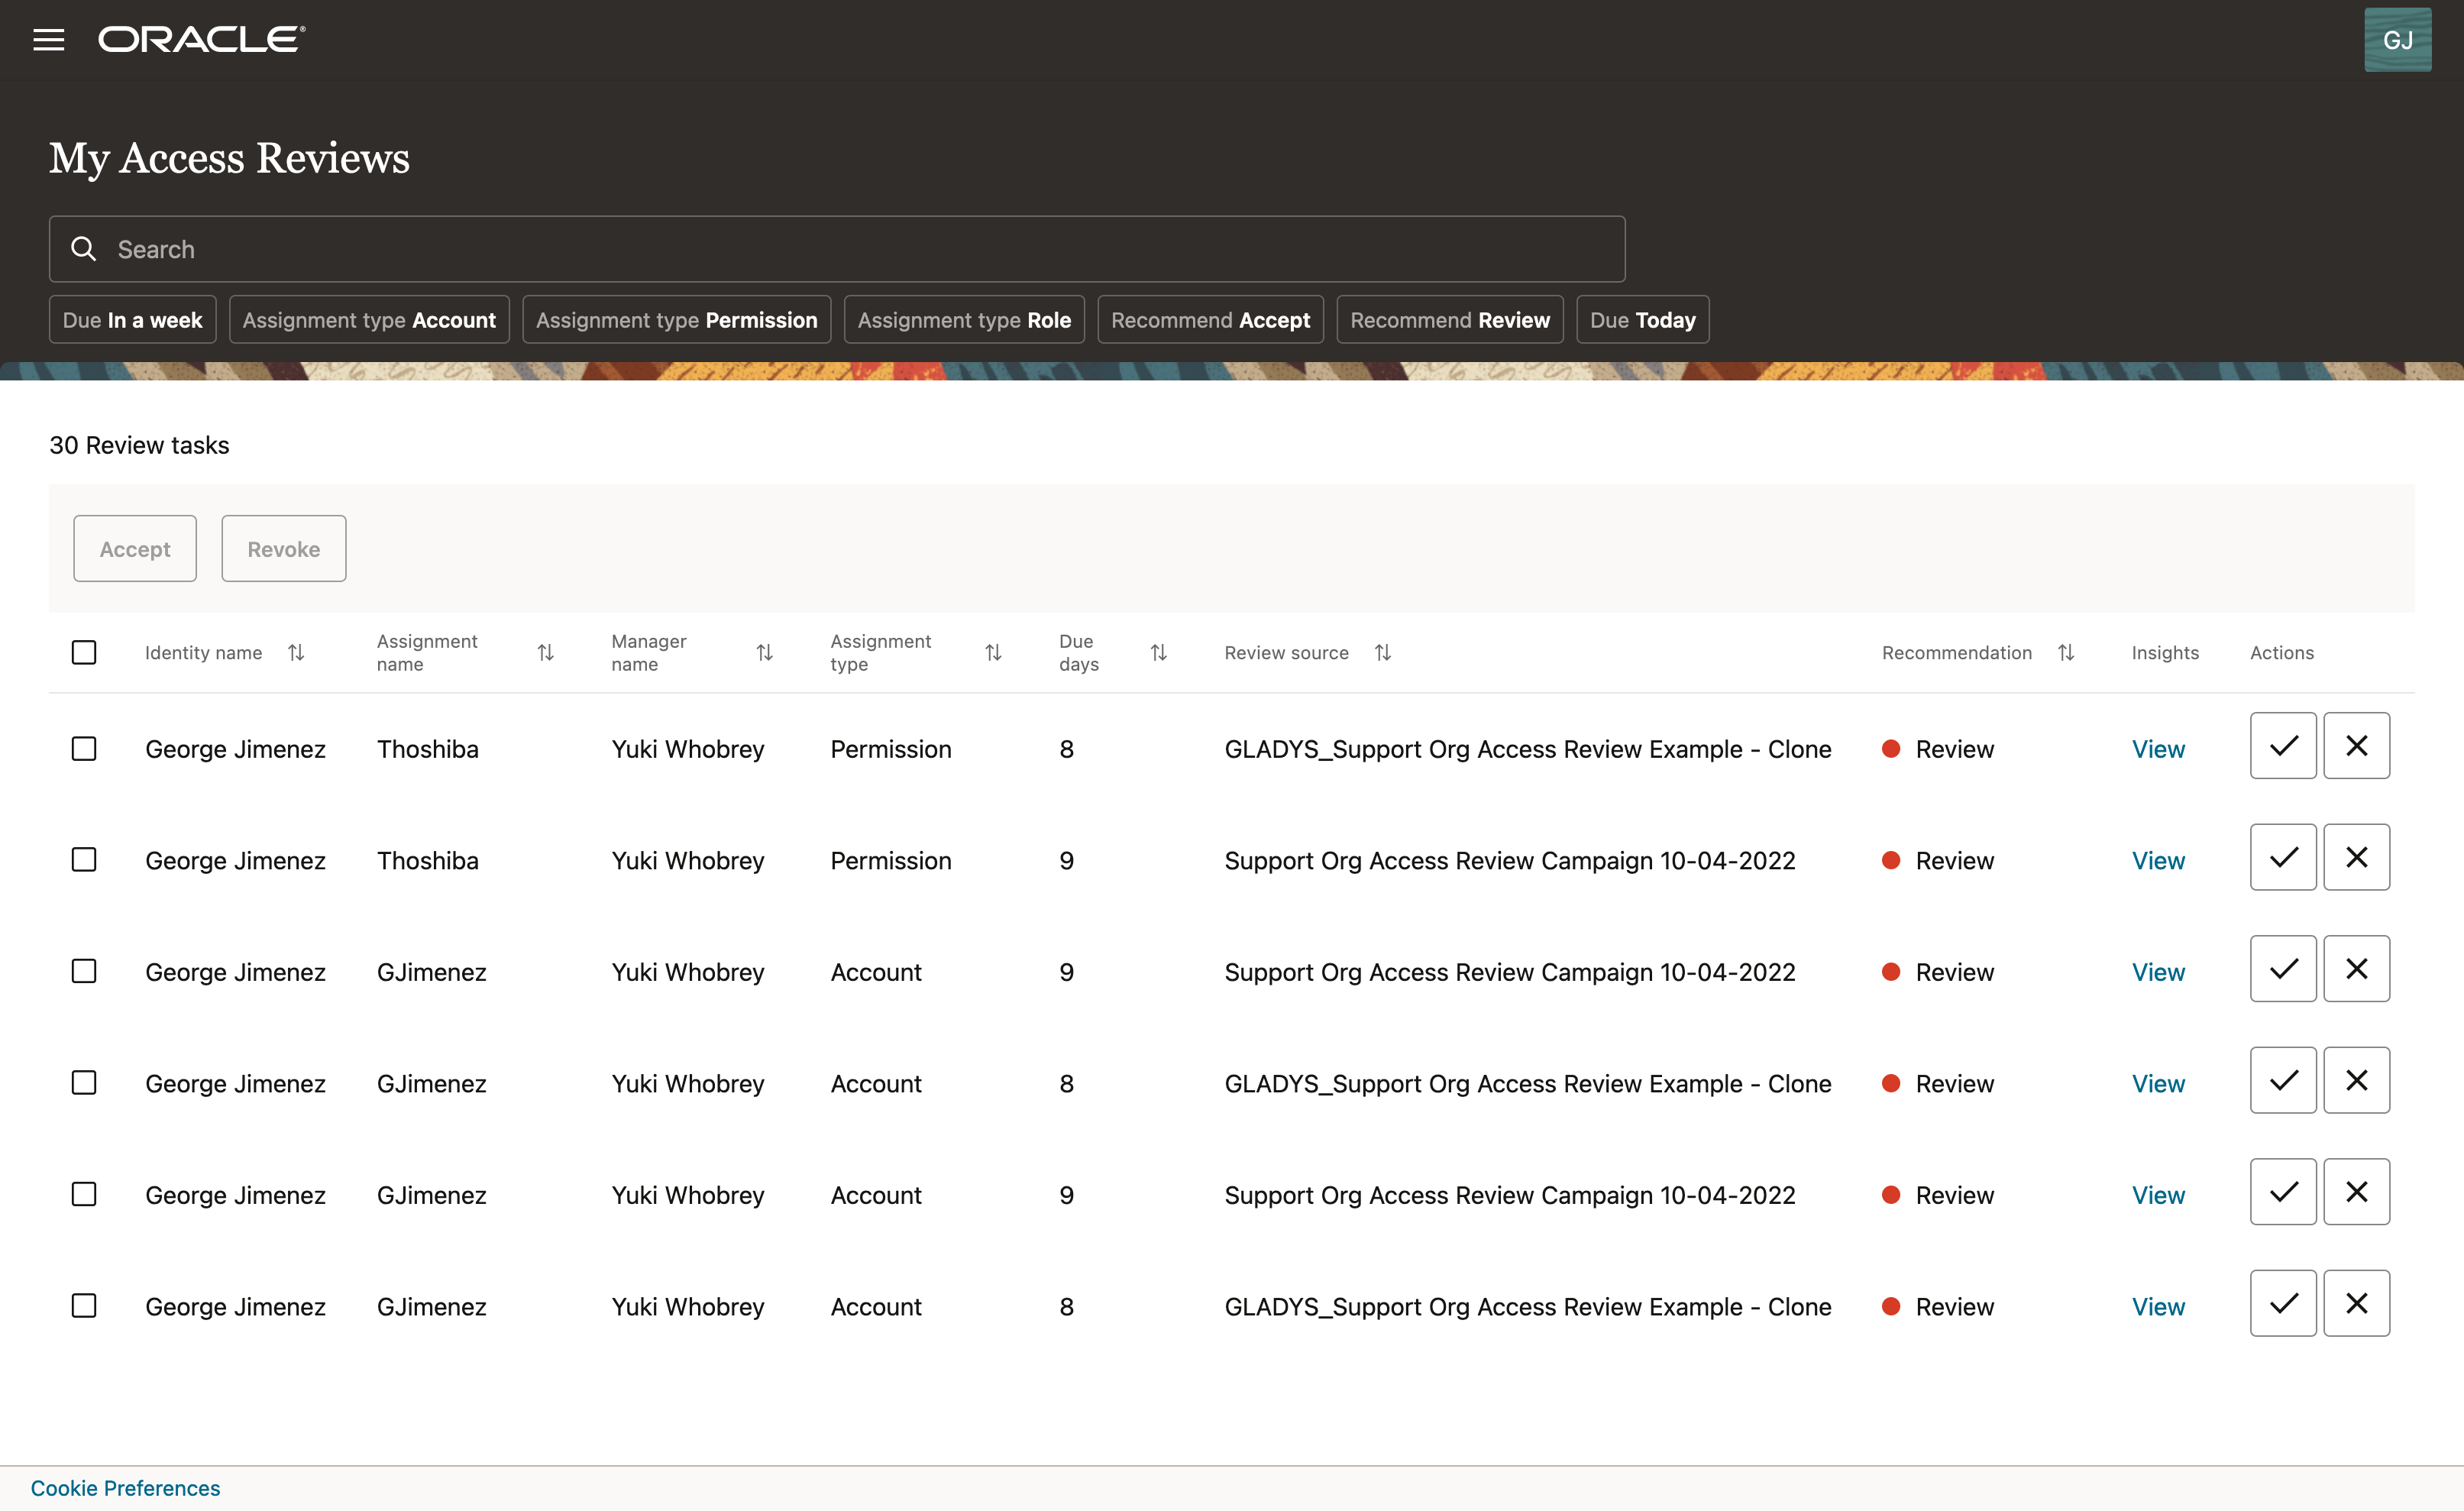 ORACLE®
GJ
My Access Reviews
Search
Due In a week Assignment type Account Assignment type Permission Assignment type Role Recommend Accept Recommend Review Due Today
30 Review tasks
Accept Revoke
Identity name Assignment name Manager name Assignment type Due days Review source Recommendation Insights Actions
George Jimenez Thoshiba Yuki Whobrey Permission 8 GLADYS_Support Org Access Review Example - Clone Review View
George Jimenez Thoshiba Yuki Whobrey Permission 9 Support Org Access Review Campaign 10-04-2022 Review View
George Jimenez GJimenez Yuki Whobrey Account 9 Support Org Access Review Campaign 10-04-2022 Review View
George Jimenez GJimenez Yuki Whobrey Account 8 GLADYS_Support Org Access Review Example - Clone Review View
George Jimenez GJimenez Yuki Whobrey Account 9 Support Org Access Review Campaign 10-04-2022 Review View
George Jimenez GJimenez Yuki Whobrey Account 8 GLADYS_Support Org Access Review Example - Clone Review View
Cookie Preferences